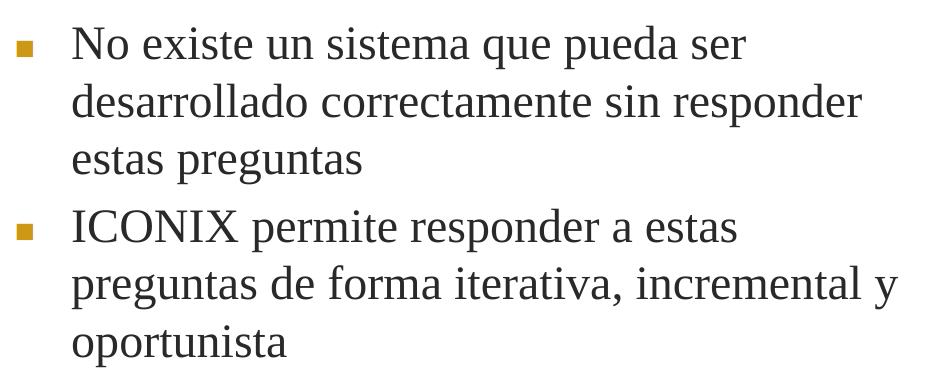 No existe un sistema que pueda ser
desarrollado correctamente sin responder
estas preguntas
ICONIX permite responder a estas
preguntas de forma iterativa, incremental y
oportunista